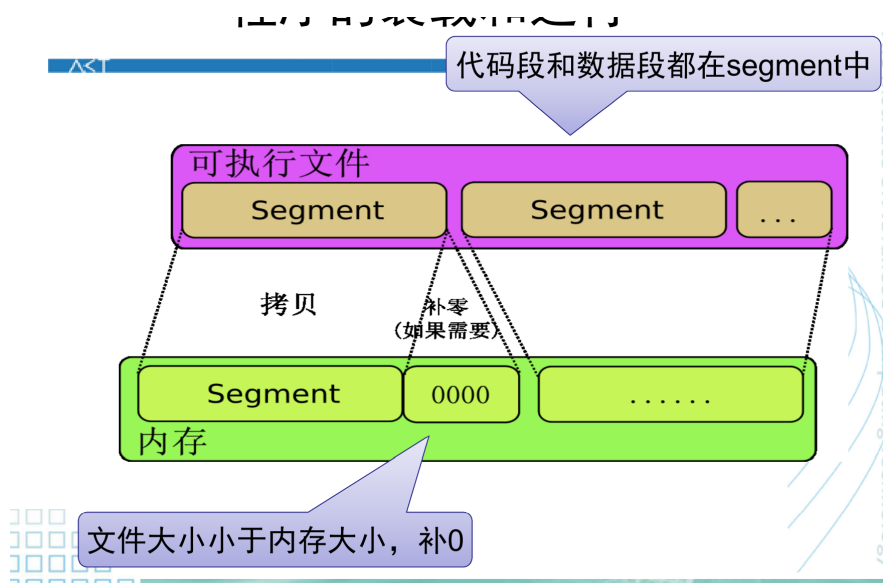 代码段和数据段都在segment中
可执行文件
Segment
Segment
...
拷贝
补零
(如果需要)
Segment
0000
......
内存
文件大小小于内存大小，补0